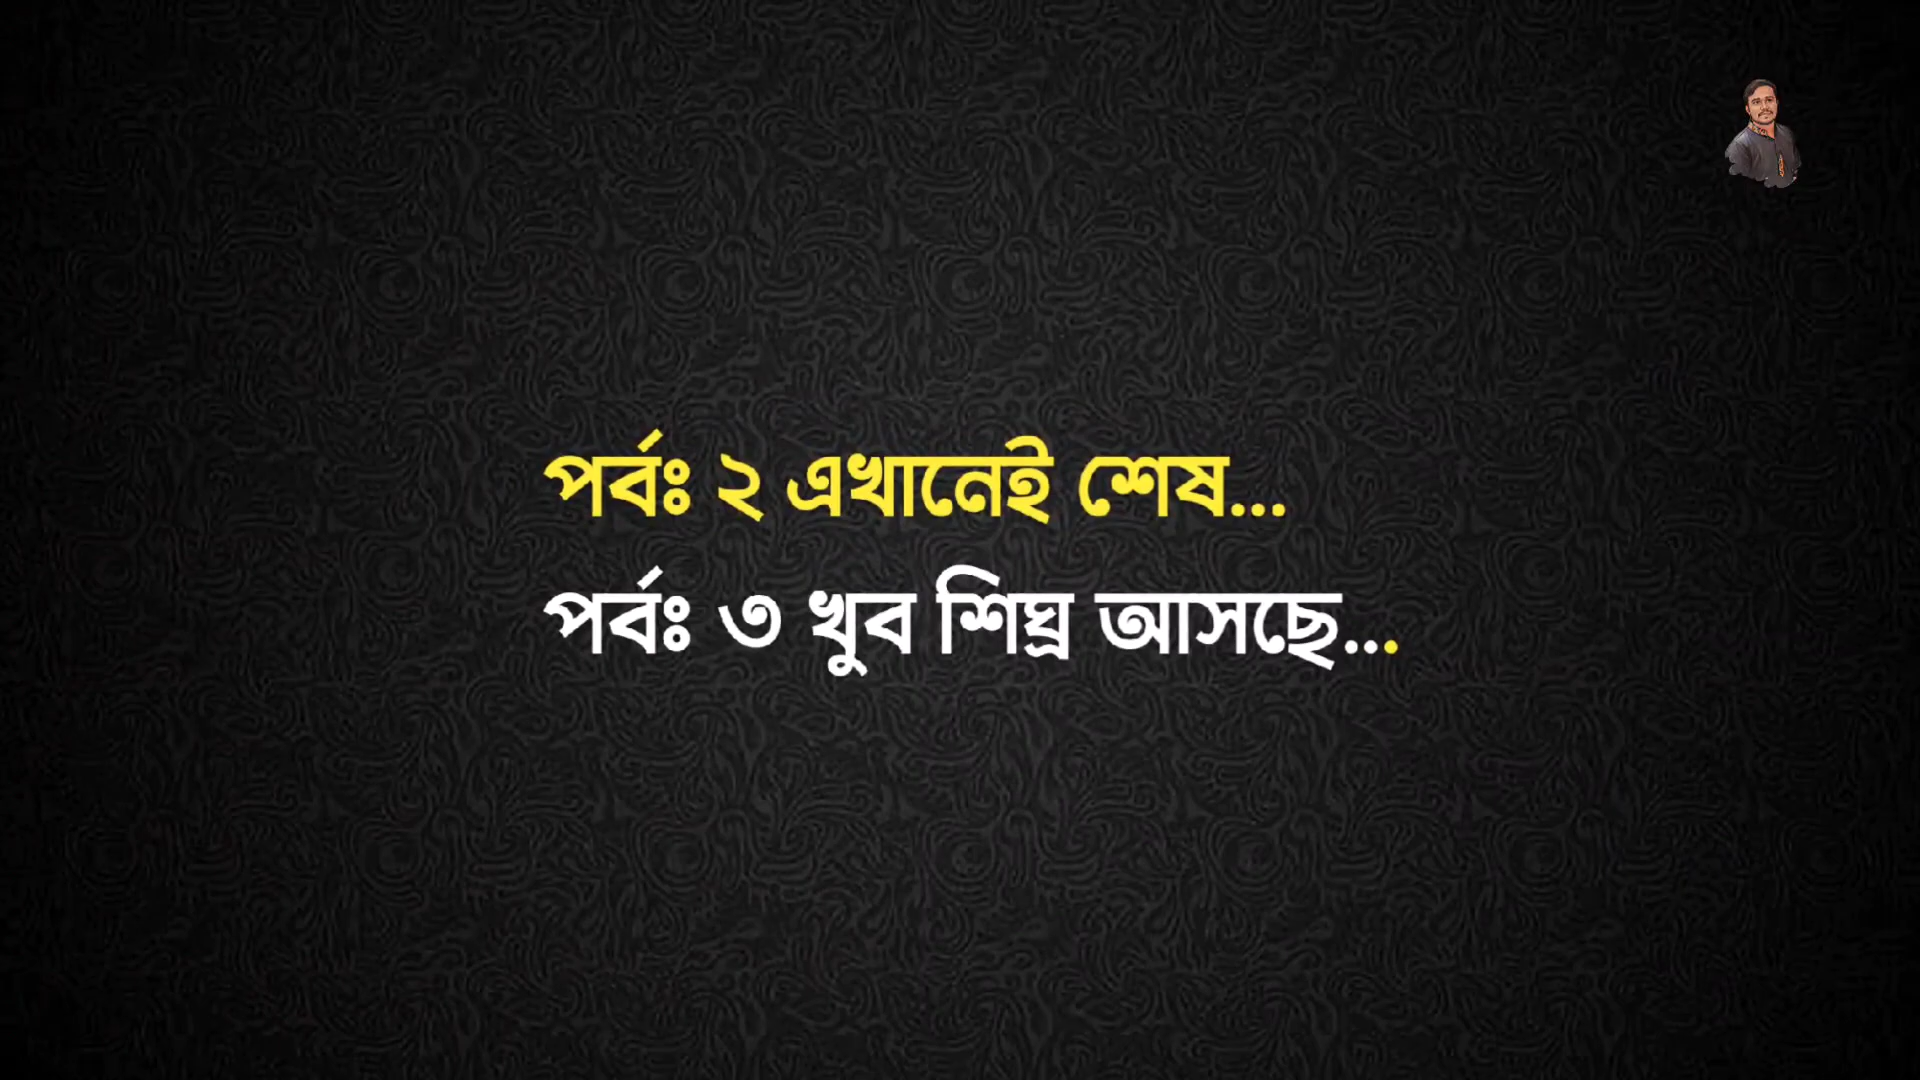 পর্বঃ ২ এখানেই শেষ...
পর্বঃ ৩ খুব শিঘ্র আসছে...